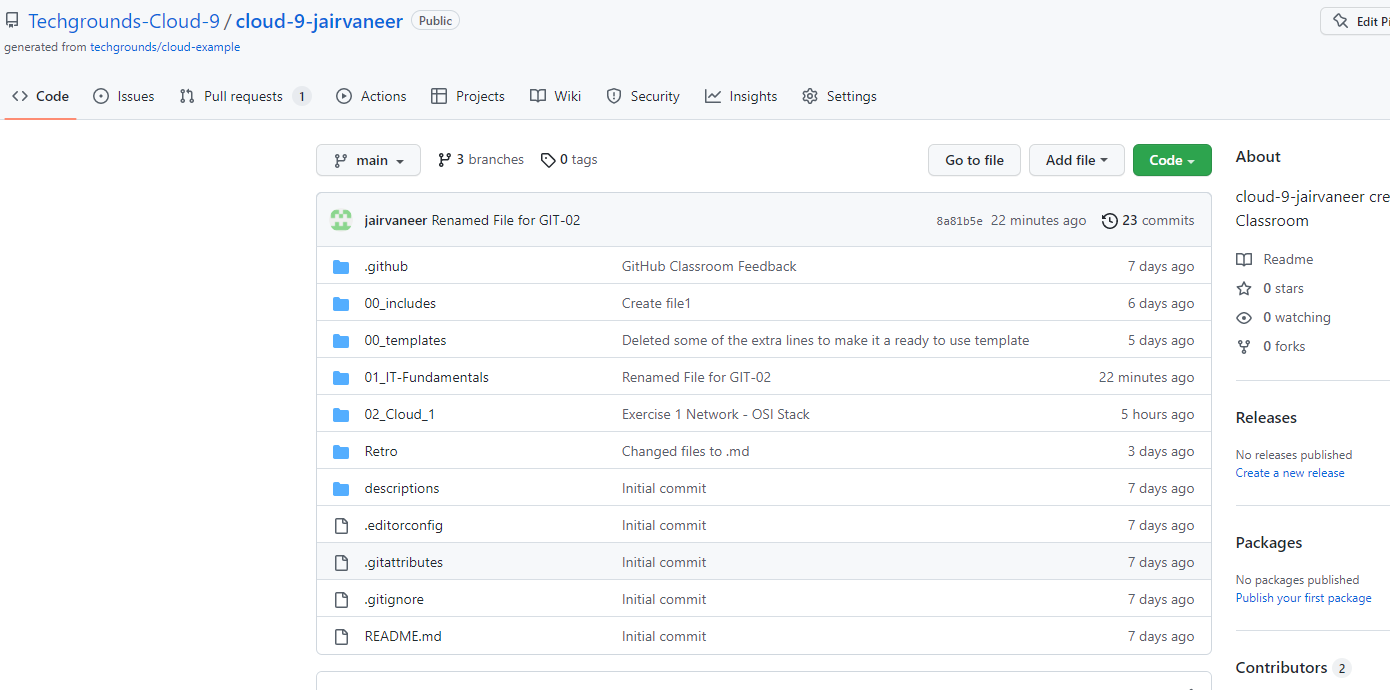 Techgrounds-Cloud-9 / cloud-9-jairvaneer Public
Edit Pi
generated from techgrounds/cloud-example
Code Issues Pull requests 1 Actions Projects Wiki Security Insights Settings
main 3 branches 0 tags Go to file Add file Code
jairvaneer Renamed File for GIT-02 8a81b5e 22 minutes ago 23 commits
.github GitHub Classroom Feedback 7 days ago
00_includes Create file1 6 days ago
00_templates Deleted some of the extra lines to make it a ready to use template 5 days ago
01_IT-Fundamentals Renamed File for GIT-02 22 minutes ago
02_Cloud_1 Exercise 1 Network - OSI Stack 5 hours ago
Retro Changed files to .md 3 days ago
descriptions Initial commit 7 days ago
.editorconfig Initial commit 7 days ago
.gitattributes Initial commit 7 days ago
.gitignore Initial commit 7 days ago
README.md Initial commit 7 days ago
About
cloud-9-jairvaneer cre
Classroom
Readme
0 stars
0 watching
0 forks
Releases
No releases published
Create a new release
Packages
No packages published
Publish your first package
Contributors 2